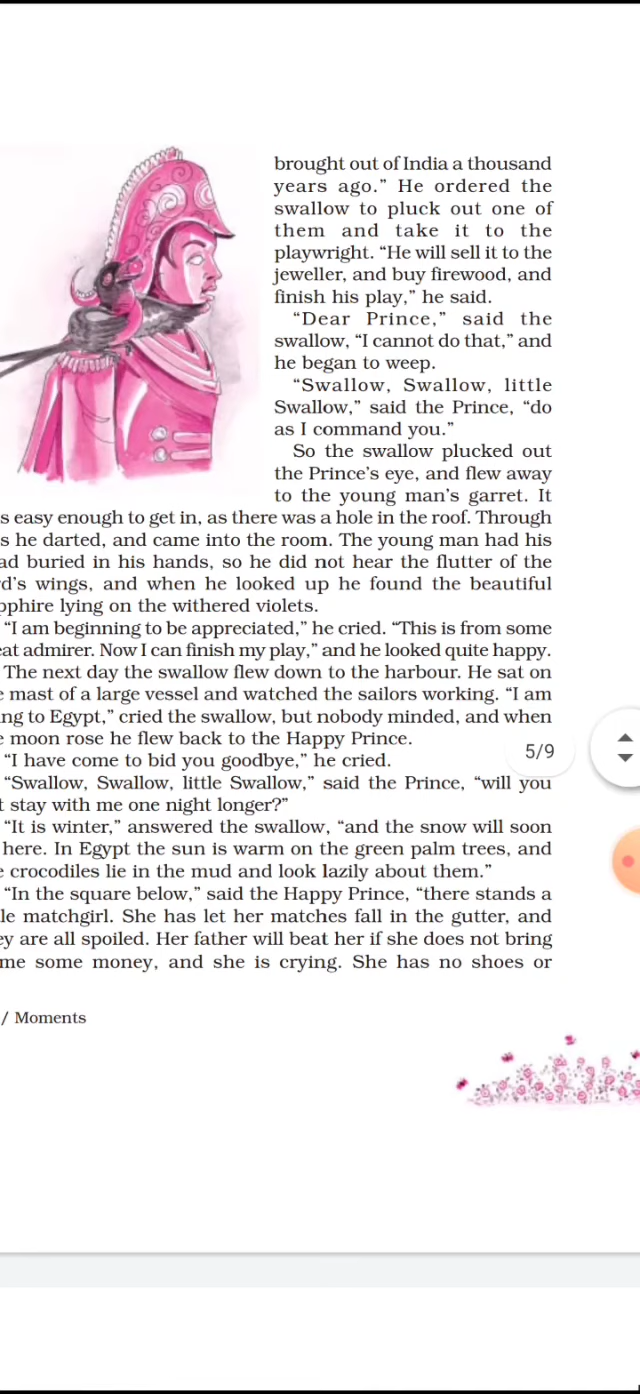 brought out of India a thousand
years ago.” He ordered the
swallow to pluck out one of
them and take it to the
playwright. “He will sell it to the
jeweller, and buy firewood, and
finish his play,” he said.
“Dear Prince,” said the
swallow, “I cannot do that,” and
he began to weep.
“Swallow, Swallow, little
Swallow,” said the Prince, “do
as I command you.”
So the swallow plucked out
the Prince’s eye, and flew away
to the young man’s garret. It
s easy enough to get in, as there was a hole in the roof. Through
s he darted, and came into the room. The young man had his
ad buried in his hands, so he did not hear the flutter of the
d’s wings, and when he looked up he found the beautiful
pphire lying on the withered violets.
“I am beginning to be appreciated,” he cried. “This is from some
eat admirer. Now I can finish my play,” and he looked quite happy.
The next day the swallow flew down to the harbour. He sat on
e mast of a large vessel and watched the sailors working. “I am
ng to Egypt,” cried the swallow, but nobody minded, and when
e moon rose he flew back to the Happy Prince.
“I have come to bid you goodbye,” he cried.
“Swallow, Swallow, little Swallow,” said the Prince, “will you
t stay with me one night longer?”
“It is winter,” answered the swallow, “and the snow will soon
here. In Egypt the sun is warm on the green palm trees, and
e crocodiles lie in the mud and look lazily about them.”
“In the square below,” said the Happy Prince, “there stands a
le matchgirl. She has let her matches fall in the gutter, and
ey are all spoiled. Her father will beat her if she does not bring
me some money, and she is crying. She has no shoes or
/ Moments
5/9